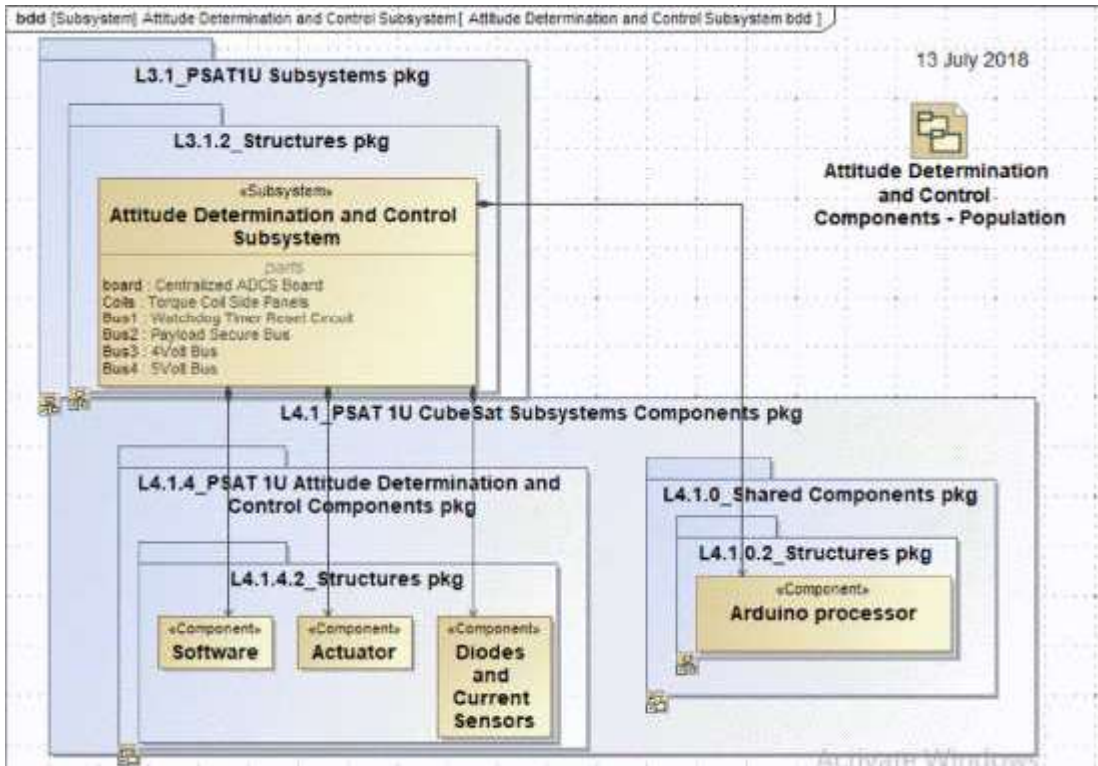 bdd [Subsystem] Attitude Determination and Control Subsystem[ Attitude Determination and Control Subsystem bdd ]
13 July 2018
L3.1_PSAT1U Subsystems pkg
L3.1.2_Structures pkg
«Subsystem»
Attitude Determination and Control
Subsystem
parts
board : Centralized ADCS Board
Coils : Torque Coil Side Panels
Bus1 : Watchdog Timer Reset Circuit
Bus2 : Payload Secure Bus
Bus3 : 4Volt Bus
Bus4 : 5Volt Bus
Attitude Determination
and Control
Components - Population
L4.1_PSAT 1U CubeSat Subsystems Components pkg
L4.1.4_PSAT 1U Attitude Determination and
Control Components pkg
L4.1.4.2_Structures pkg
«Component»
Software
«Component»
Actuator
«Component»
Diodes
and
Current
Sensors
L4.1.0_Shared Components pkg
L4.1.0.2_Structures pkg
«Component»
Arduino processor
Activate Windows